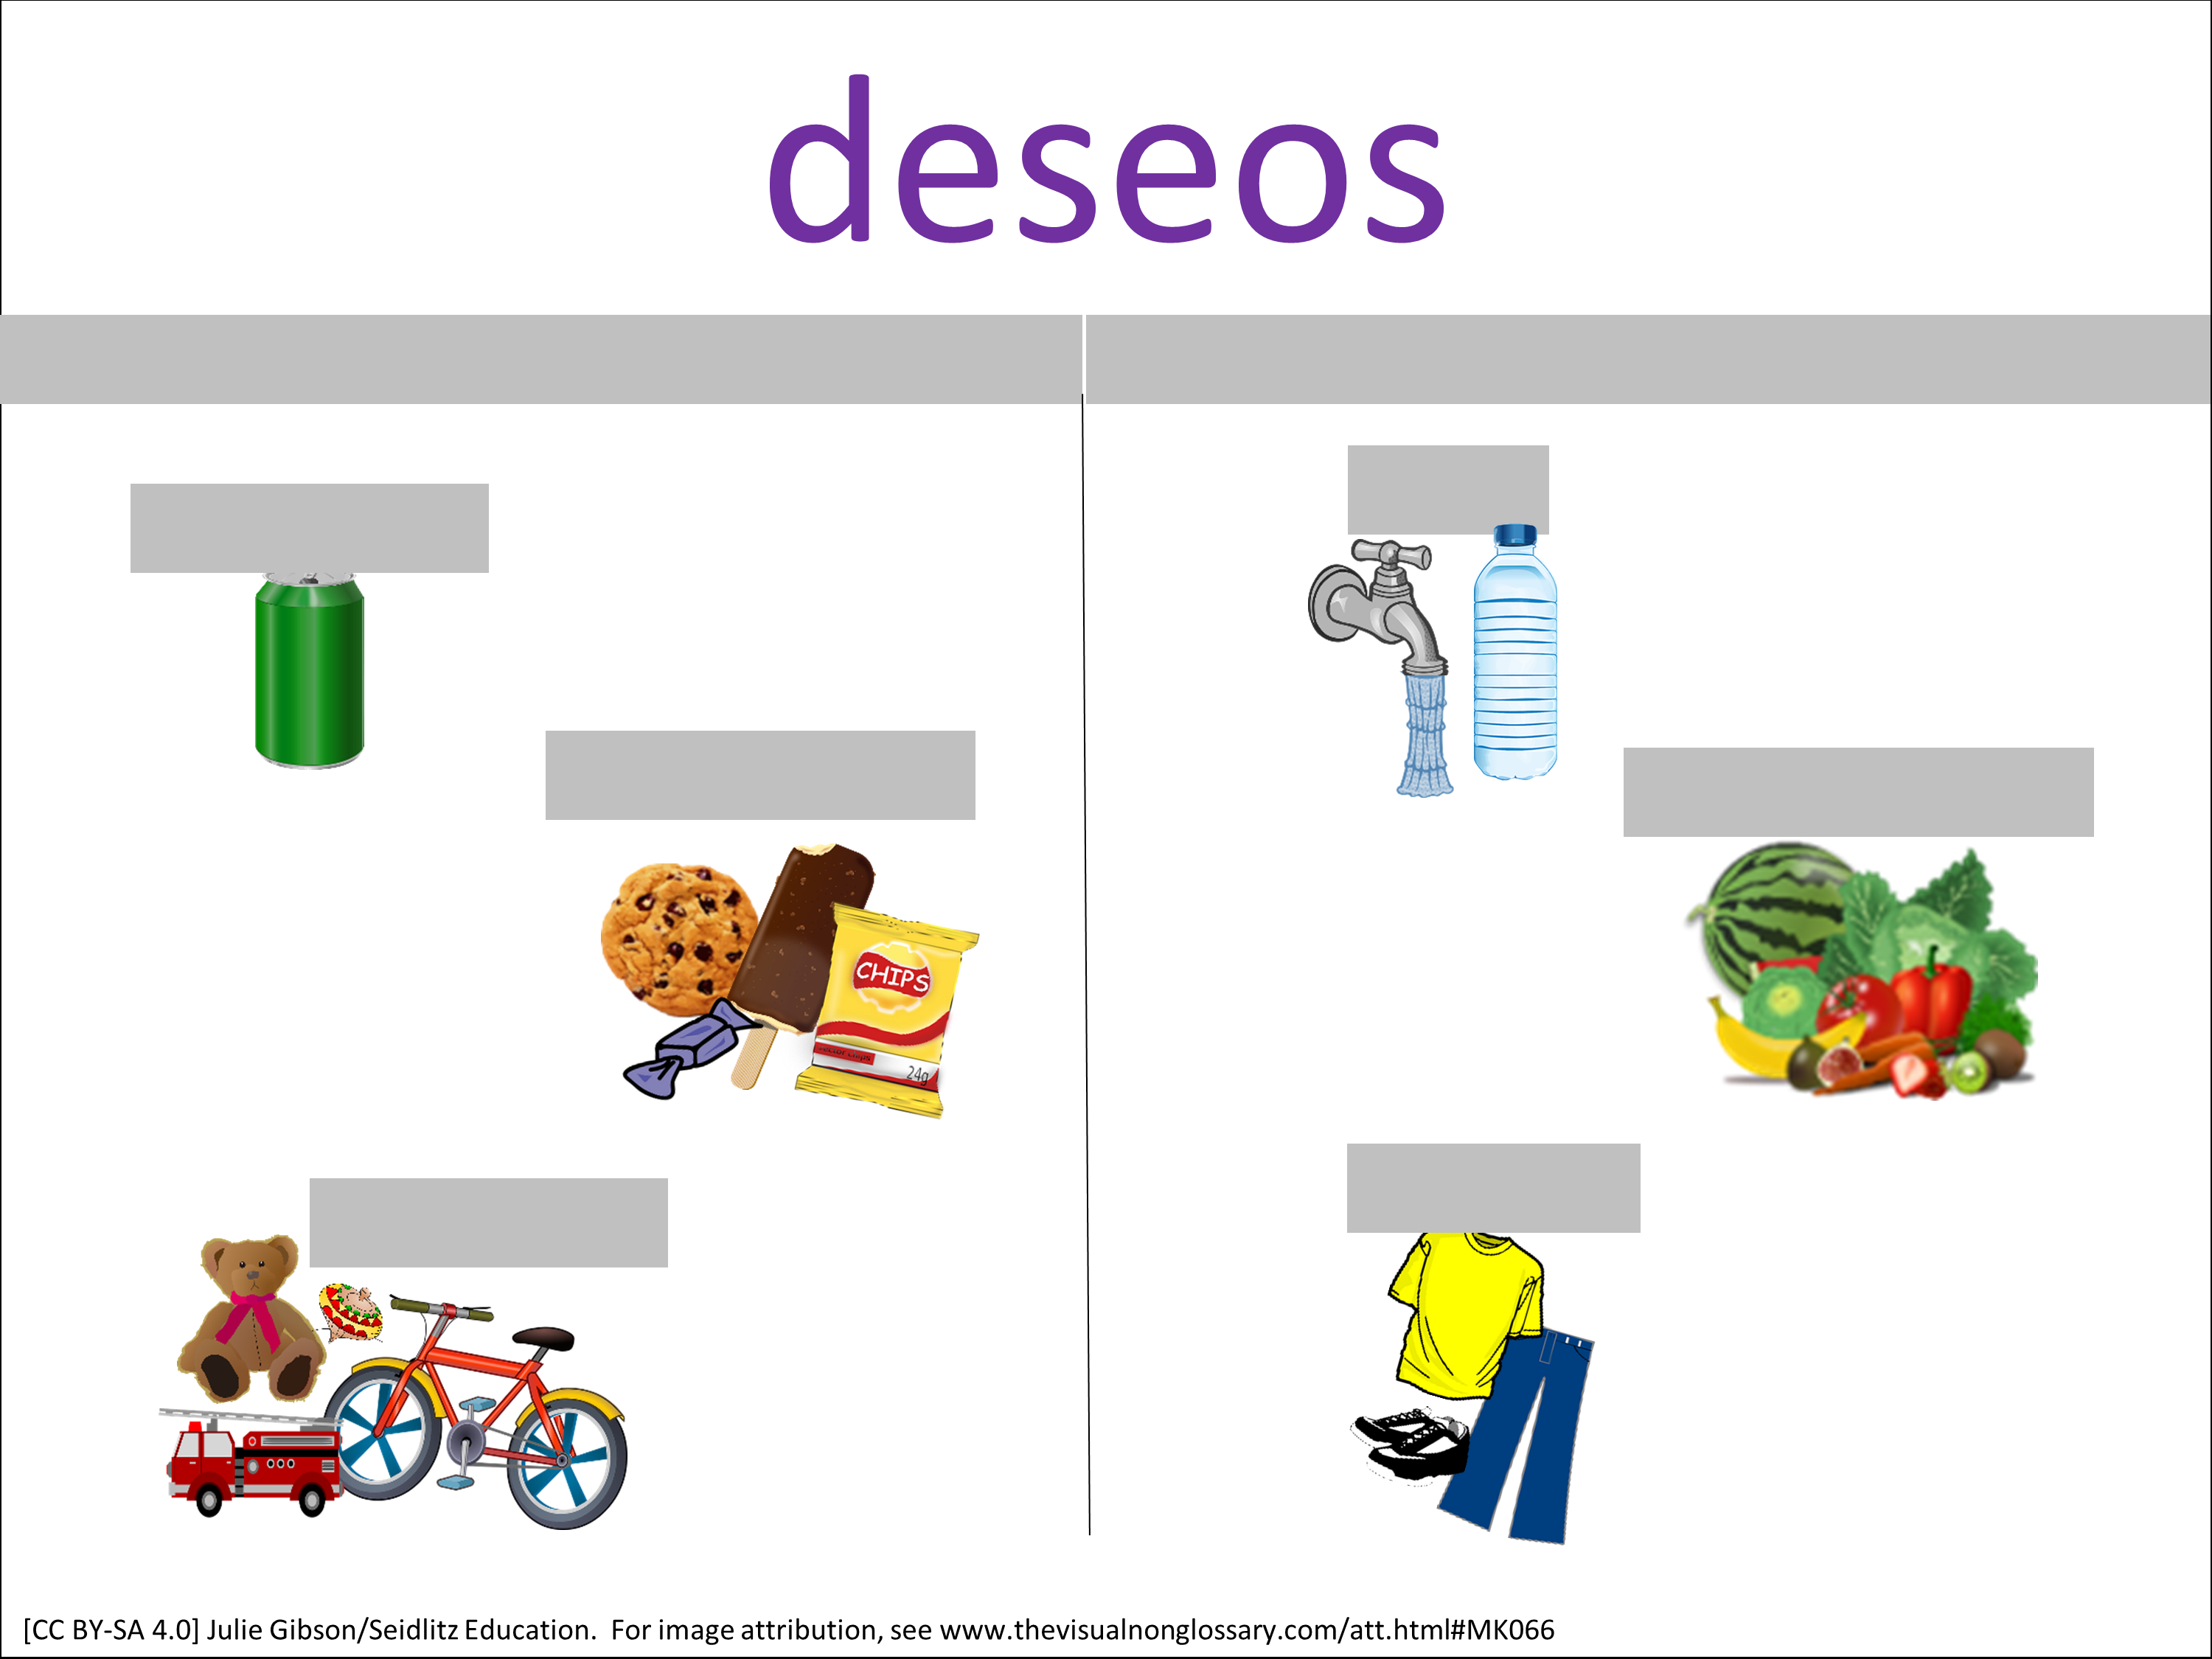 deseos
CHIPS
24g
[CC BY-SA 4.0] Julie Gibson/Seidlitz Education.  For image attribution, see www.thevisualnonglossary.com/att.html#MK066